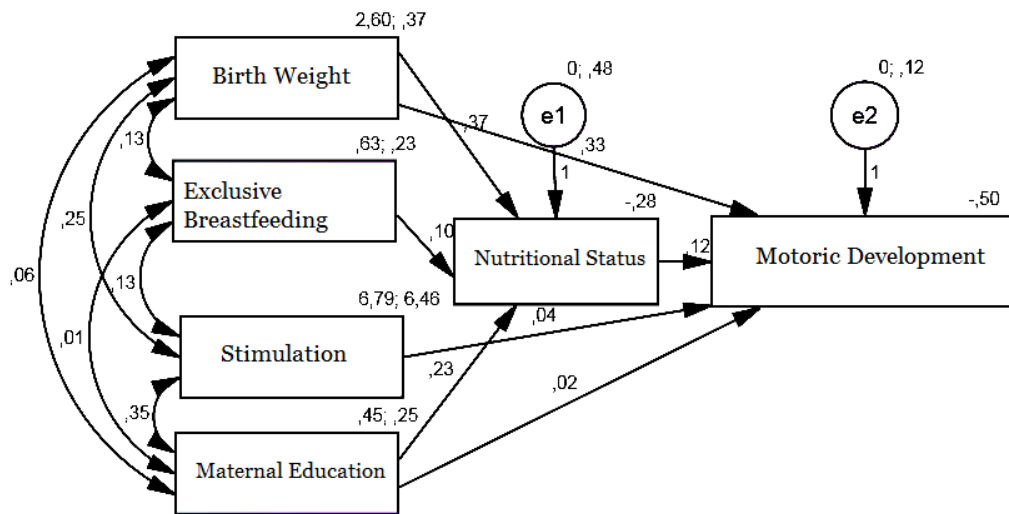 2,60; ,37
0; ,48
0; ,12
Birth Weight
e1
e2
,37
,33
,13
,63; ,23
1
1
Exclusive
Breastfeeding
-,28
-,50
,25
,10
Nutritional Status
,12
Motoric Development
,06
,13
6,79; 6,46
,04
,01
Stimulation
,23
,02
,35
,45; ,25
Maternal Education